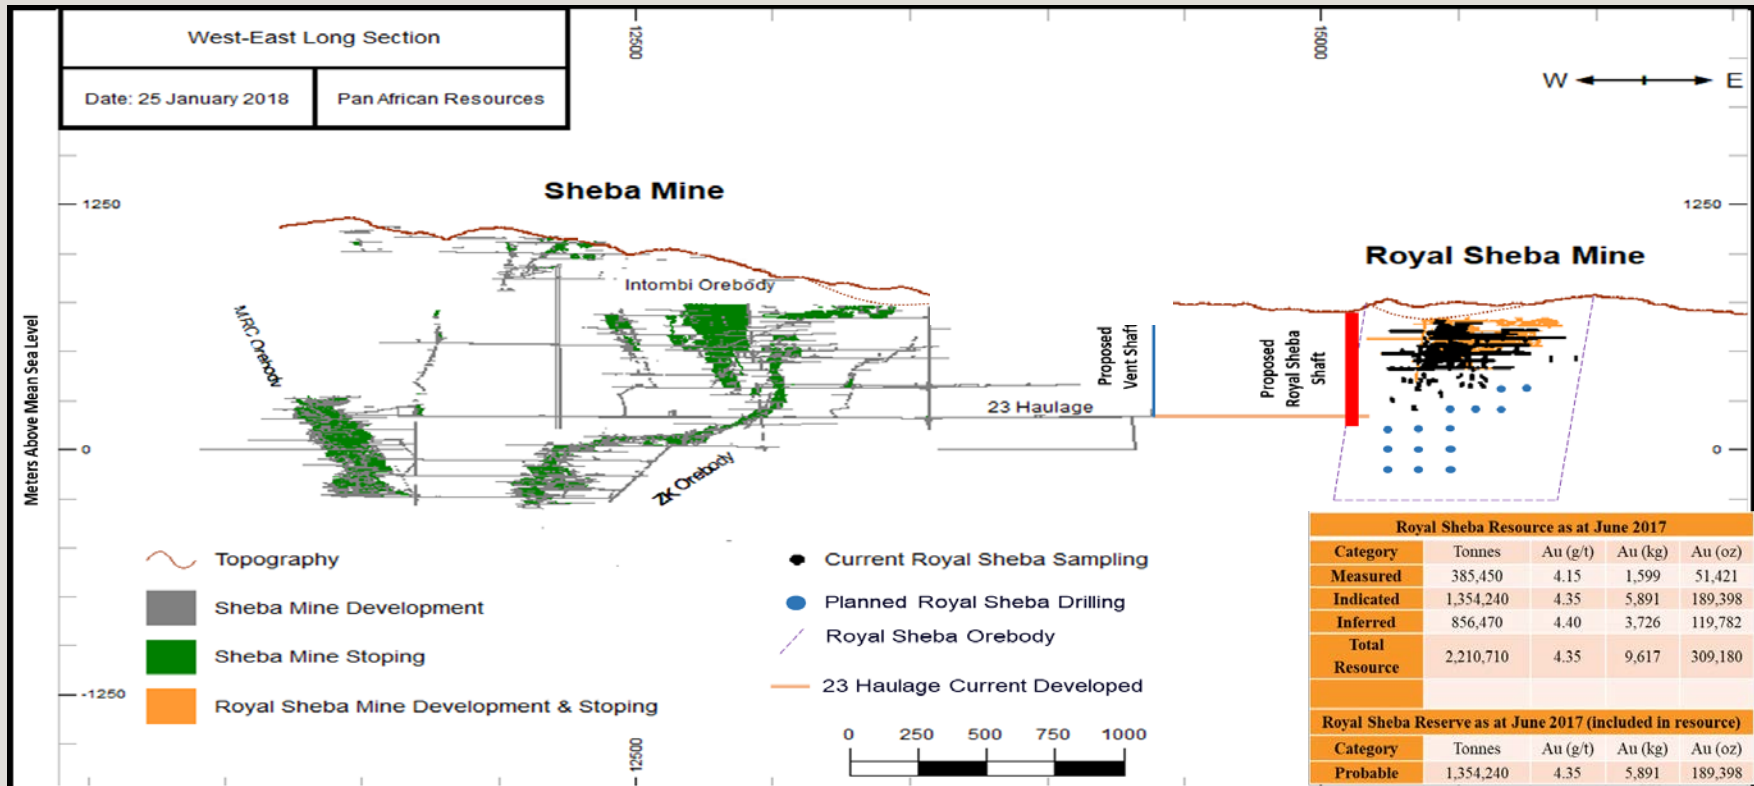 West-East Long Section
Date: 25 January 2018
Pan African Resources
12500
15000
W
E
Sheba Mine
1250
1250
Royal Sheba Mine
Intombi Orebody
MRC Orebody
Meters Above Mean Sea Level
Proposed
Vent Shaft
Proposed
Royal Sheba
Shaft
23 Haulage
0
0
ZK Orebody
Topography
Sheba Mine Development
Sheba Mine Stoping
Royal Sheba Mine Development & Stoping
-1250
Current Royal Sheba Sampling
Planned Royal Sheba Drilling
Royal Sheba Orebody
23 Haulage Current Developed
0 250 500 750 1000
12500
Royal Sheba Resource as at June 2017
Category Tonnes Au (g/t) Au (kg) Au (oz)
Measured 385,450 4.15 1,599 51,421
Indicated 1,354,240 4.35 5,891 189,398
Inferred 856,470 4.40 3,726 119,782
Total
Resource 2,210,710 4.35 9,617 309,180
Royal Sheba Reserve as at June 2017 (included in resource)
Category Tonnes Au (g/t) Au (kg) Au (oz)
Probable 1,354,240 4.35 5,891 189,398